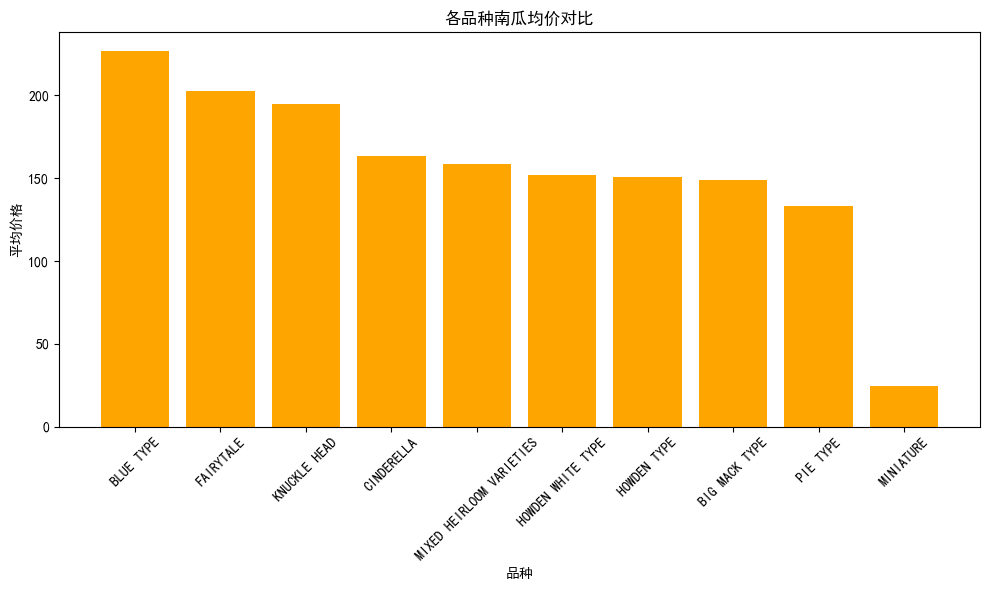 各品种南瓜均价对比
平均价格
200
150
100
50
0
BLUE TYPE
FAIRYTALE
KNUCKLE HEAD
CINDERELLA
MIXED HEIRLOOM VARIETIES
HOWDEN WHITE TYPE
HOWDEN TYPE
BIG MACK TYPE
PIE TYPE
MINIATURE
品种